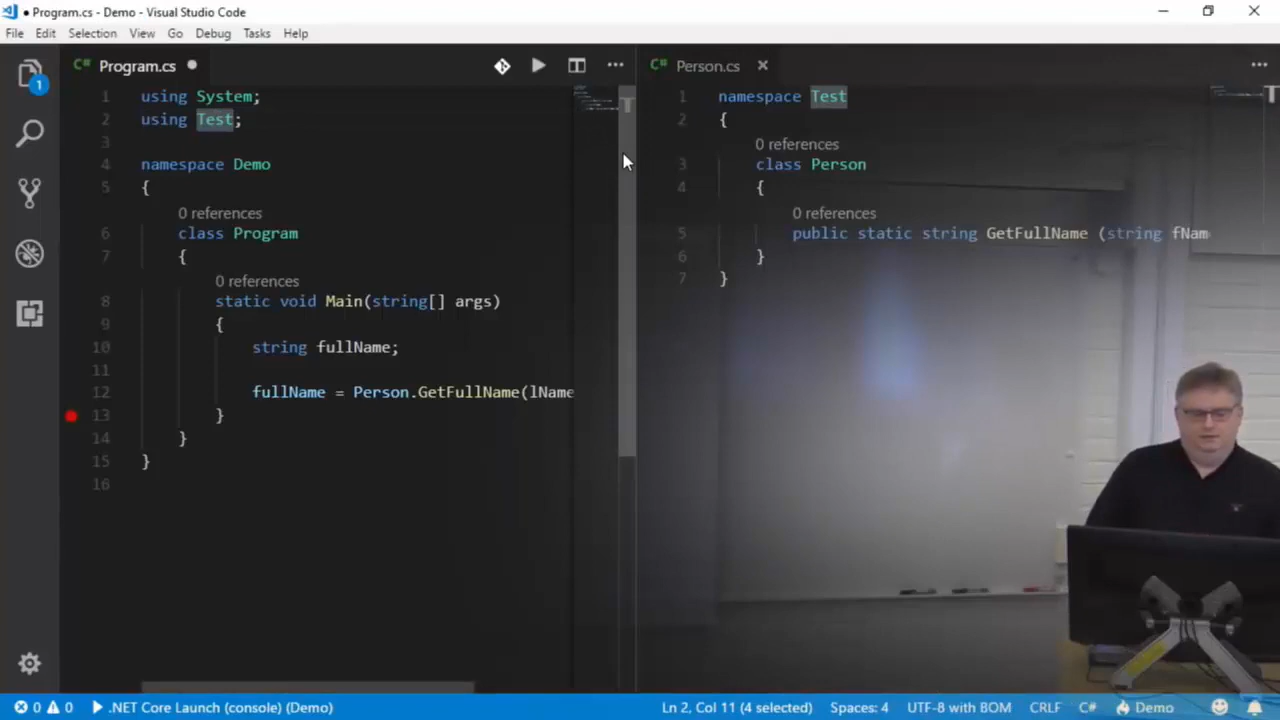 Program.cs - Demo - Visual Studio Code
File Edit Selection View Go Debug Tasks Help
1
C# Program.cs
1 using System;
2 using Test;
3
4 namespace Demo
5 {
0 references
6 class Program
7 {
0 references
8 static void Main(string[] args)
9 {
10 string fullName;
11
12 fullName = Person.GetFullName(lName
13 }
14 }
15 }
16
C# Person.cs
1 namespace Test
2 {
0 references
3 class Person
4 {
0 references
5 public static string GetFullName (string fNam
6 }
7 }
0 0 .NET Core Launch (console) (Demo) Ln 2, Col 11 (4 selected) Spaces: 4 UTF-8 with BOM CRLF C# Demo